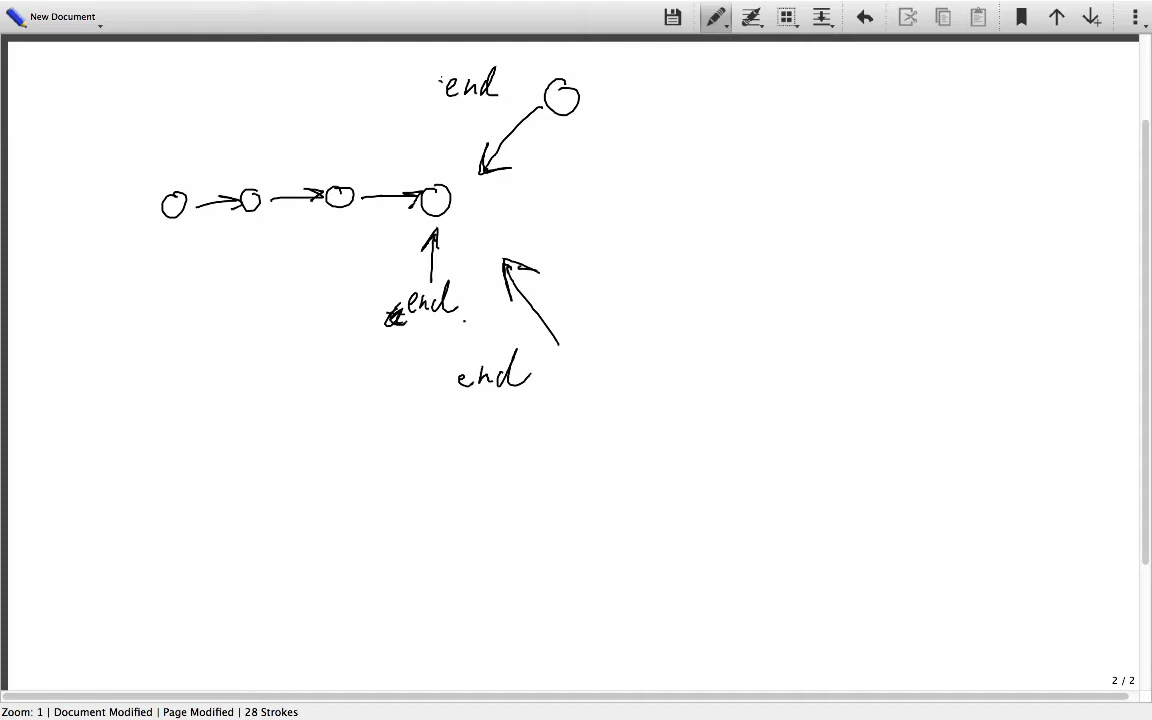 New Document
end
end
end
2 / 2
Zoom: 1 | Document Modified | Page Modified | 28 Strokes